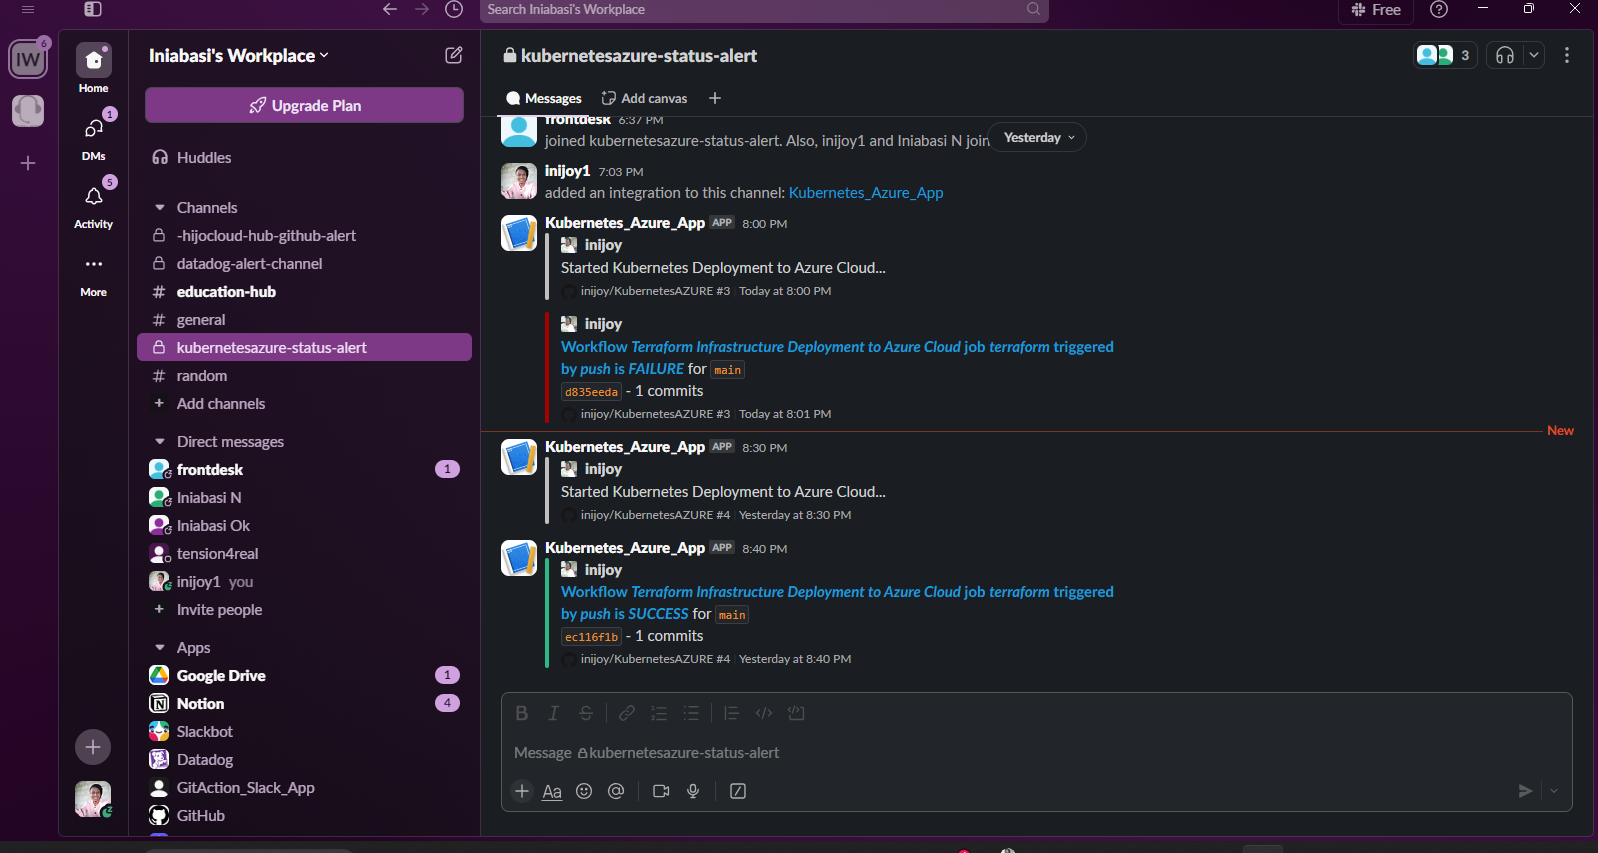 Search Iniabasi's Workplace
Free
IW
6
Home
1
DMs
5
Activity
More
Iniabasi's Workplace
Upgrade Plan
Huddles
Channels
-hijocloud-hub-github-alert
datadog-alert-channel
# education-hub
# general
kubernetesazure-status-alert
# random
+ Add channels
Direct messages
frontdesk 1
Iniabasi N
Iniabasi Ok
tension4real
inijoy1 you
+ Invite people
Apps
Google Drive 1
Notion 4
Slackbot
Datadog
GitAction_Slack_App
GitHub
kubernetesazure-status-alert
3
Messages Add canvas
frontdesk 6:37 PM
joined kubernetesazure-status-alert. Also, inijoy1 and Iniabasi N join
Yesterday
inijoy1 7:03 PM
added an integration to this channel: Kubernetes_Azure_App
Kubernetes_Azure_App APP 8:00 PM
inijoy
Started Kubernetes Deployment to Azure Cloud...
inijoy/KubernetesAZURE #3 Today at 8:00 PM
inijoy
Workflow Terraform Infrastructure Deployment to Azure Cloud job terraform triggered
by push is FAILURE for main
d835eeda - 1 commits
inijoy/KubernetesAZURE #3 Today at 8:01 PM
New
Kubernetes_Azure_App APP 8:30 PM
inijoy
Started Kubernetes Deployment to Azure Cloud...
inijoy/KubernetesAZURE #4 Yesterday at 8:30 PM
Kubernetes_Azure_App APP 8:40 PM
inijoy
Workflow Terraform Infrastructure Deployment to Azure Cloud job terraform triggered
by push is SUCCESS for main
ec116f1b - 1 commits
inijoy/KubernetesAZURE #4 Yesterday at 8:40 PM
B I S
Message kubernetesazure-status-alert
Aa